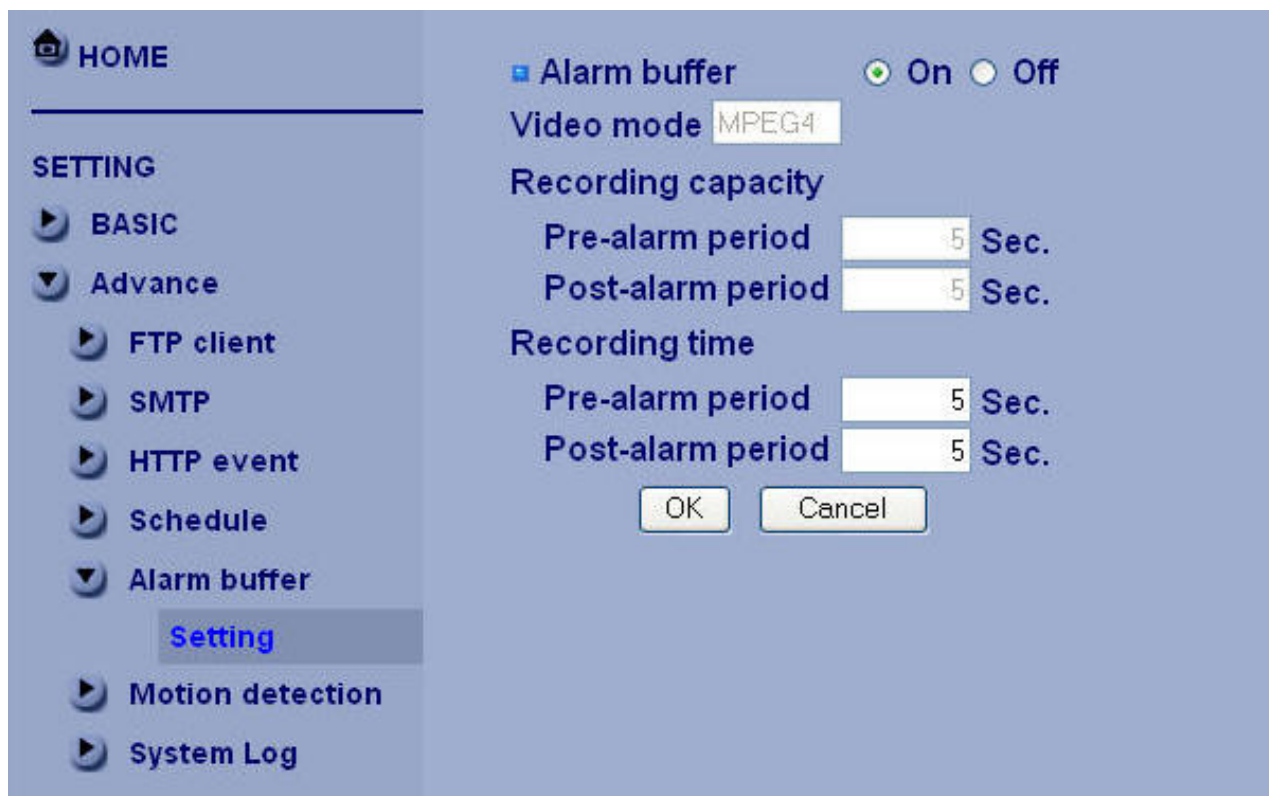 HOME
SETTING
BASIC
Advance
FTP client
SMTP
HTTP event
Schedule
Alarm buffer
Setting
Motion detection
System Log
Alarm buffer On Off
Video mode MPEG4
Recording capacity
Pre-alarm period 5 Sec.
Post-alarm period 5 Sec.
Recording time
Pre-alarm period 5 Sec.
Post-alarm period 5 Sec.
OK Cancel